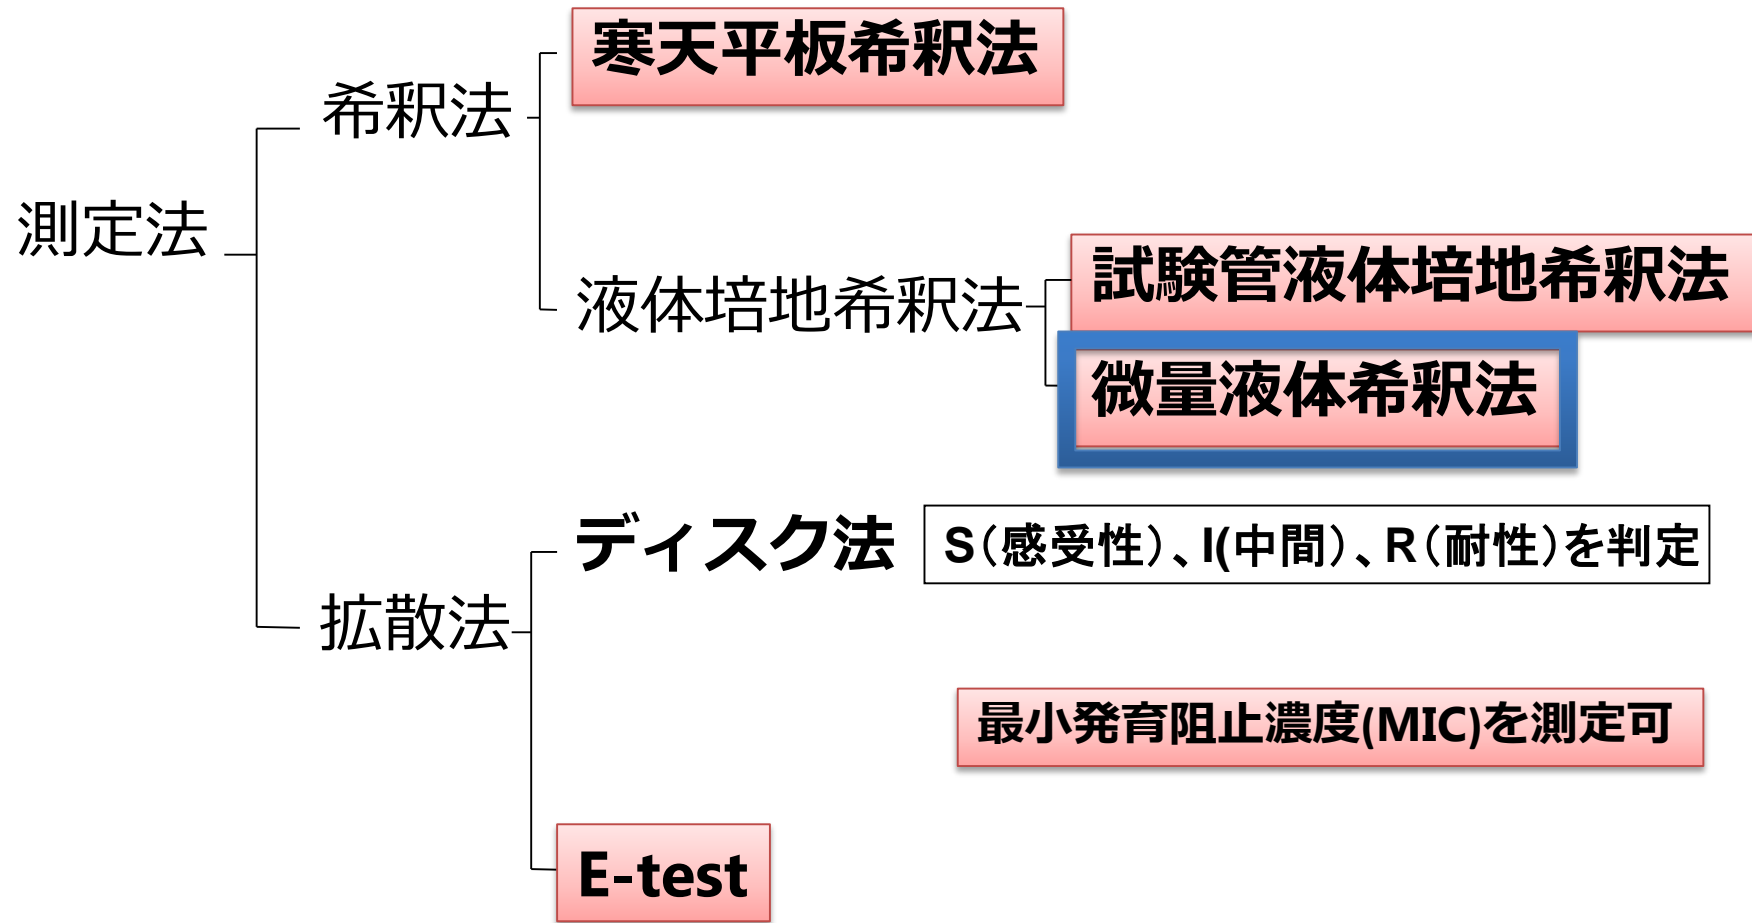 寒天平板希釈法
希釈法
測定法
液体培地希釈法
試験管液体培地希釈法
微量液体希釈法
ディスク法
S（感受性）、I(中間）、R（耐性）を判定
拡散法
最小発育阻止濃度(MIC)を測定可
E-test